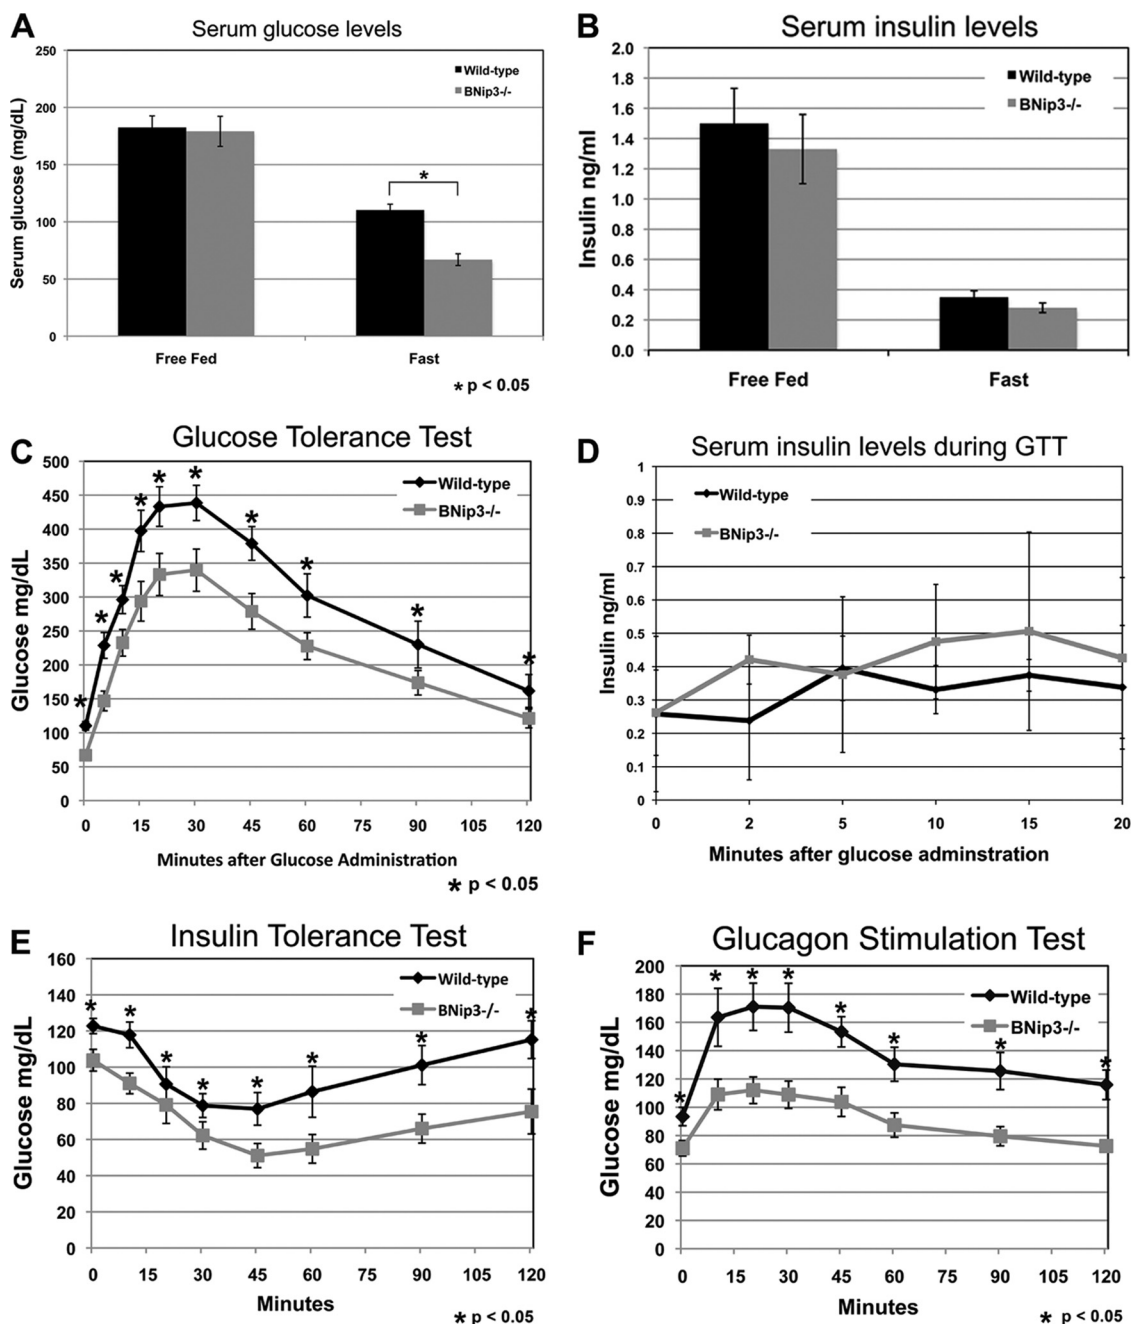 A
Serum glucose levels
250
200
150
100
50
0
Serum glucose (mg/dL)
Wild-type
BNip3-/-
*
Free Fed
Fast
* p < 0.05
B
Serum insulin levels
2.0
1.8
1.6
1.4
1.2
1.0
0.8
0.6
0.4
0.2
0.0
Insulin ng/ml
Wild-type
BNip3-/-
Free Fed
Fast
C
Glucose Tolerance Test
500
450
400
350
300
250
200
150
100
50
0
Glucose mg/dL
Wild-type
BNip3-/-
* * * * * * * * * * *
0 15 30 45 60 75 90 105 120
Minutes after Glucose Administration
* p < 0.05
D
Serum insulin levels during GTT
1
0.9
0.8
0.7
0.6
0.5
0.4
0.3
0.2
0.1
0
Insulin ng/ml
Wild-type
BNip3-/-
0 2 5 10 15 20
Minutes after glucose adminstration
E
Insulin Tolerance Test
160
140
120
100
80
60
40
20
0
Glucose mg/dL
Wild-type
BNip3-/-
* * * * * * * *
0 15 30 45 60 75 90 105 120
Minutes
* p < 0.05
F
Glucagon Stimulation Test
200
180
160
140
120
100
80
60
40
20
0
Glucose mg/dL
Wild-type
BNip3-/-
* * * * * * * *
0 15 30 45 60 75 90 105 120
Minutes
* p < 0.05